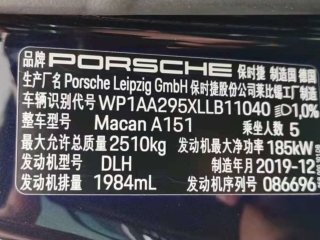 品牌 PORSCHE 保时捷 制造国 德国
生产厂名 Porsche Leipzig GmbH 保时捷股份公司莱比锡工厂制造
车辆识别代号 WP1AA295XLLB11040 1,0%
车辆型号 Macan A151 乘坐人数 5
最大允许总质量 2510kg 发动机最大净功率 185kW
发动机型号 DLH 制造年月 2019-12
发动机排量 1984mL 发动机序列号 086696